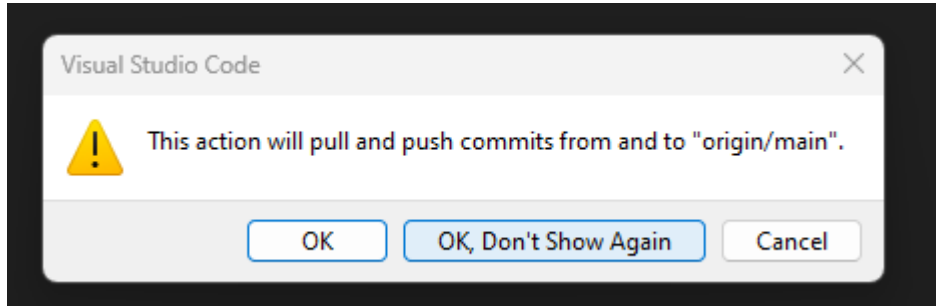 Visual Studio Code
This action will pull and push commits from and to "origin/main".
OK
OK, Don't Show Again
Cancel